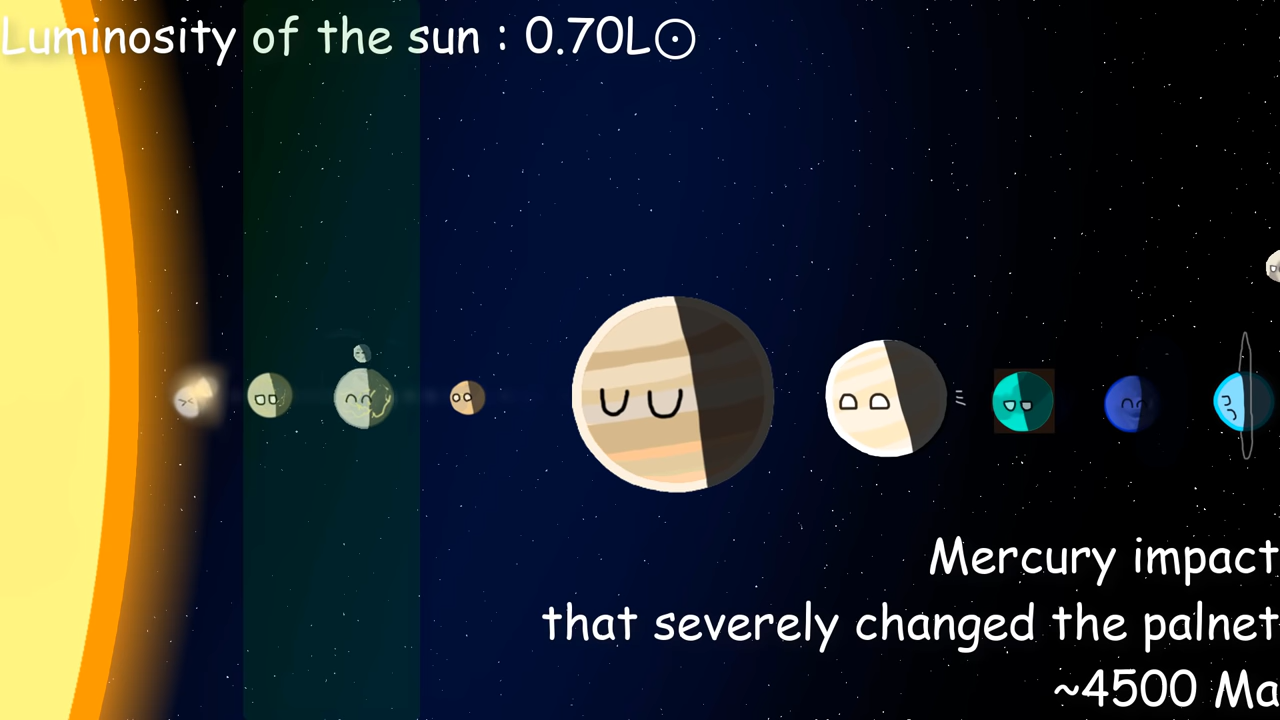 Luminosity of the sun : 0.70L☉
Mercury impact
that severely changed the palnet
~4500 Ma